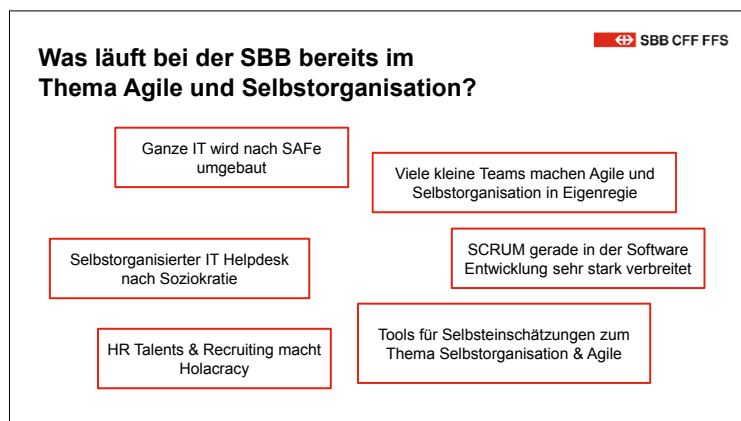 Was läuft bei der SBB bereits im
Thema Agile und Selbstorganisation?
SBB CFF FFS
Ganze IT wird nach SAFe
umgebaut
Viele kleine Teams machen Agile und
Selbstorganisation in Eigenregie
Selbstorganisierter IT Helpdesk
nach Soziokratie
SCRUM gerade in der Software
Entwicklung sehr stark verbreitet
HR Talents & Recruiting macht
Holacracy
Tools für Selbsteinschätzungen zum
Thema Selbstorganisation & Agile